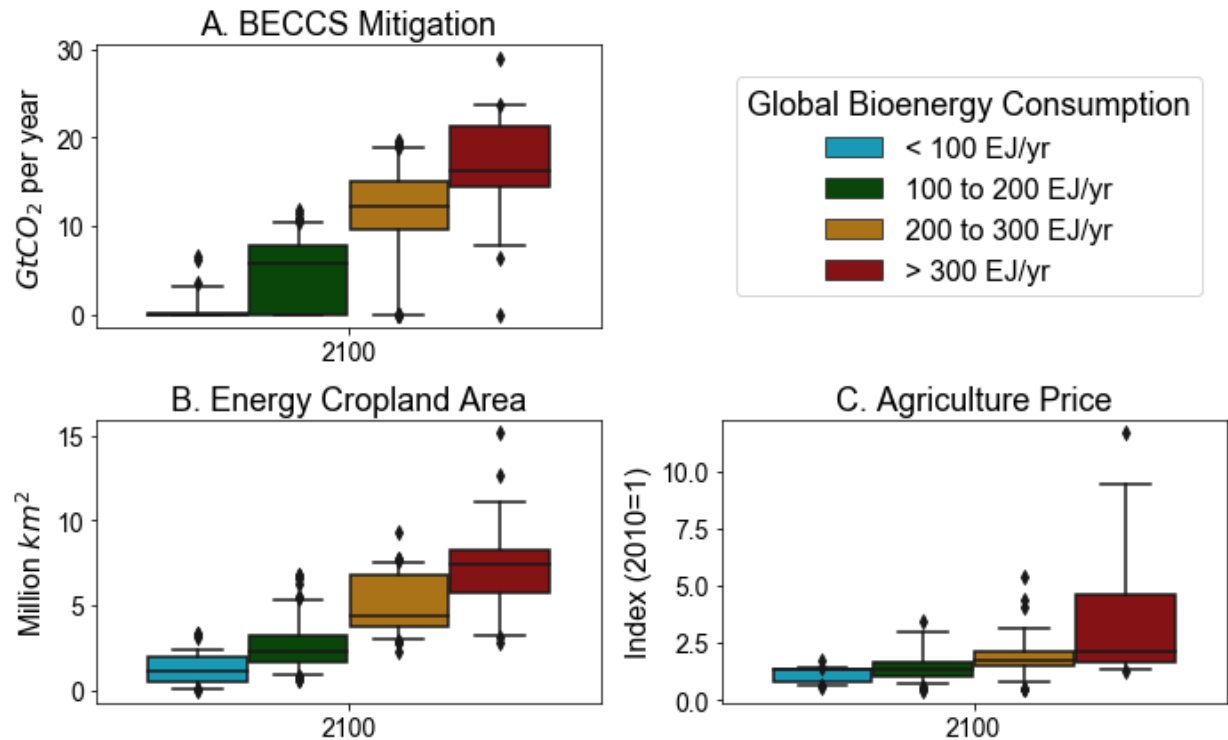 A. BECCS Mitigation
GtCO₂ per year
30
20
10
0
2100
Global Bioenergy Consumption
< 100 EJ/yr
100 to 200 EJ/yr
200 to 300 EJ/yr
> 300 EJ/yr
B. Energy Cropland Area
Million km²
15
10
5
0
2100
C. Agriculture Price
Index (2010=1)
10.0
7.5
5.0
2.5
0.0
2100